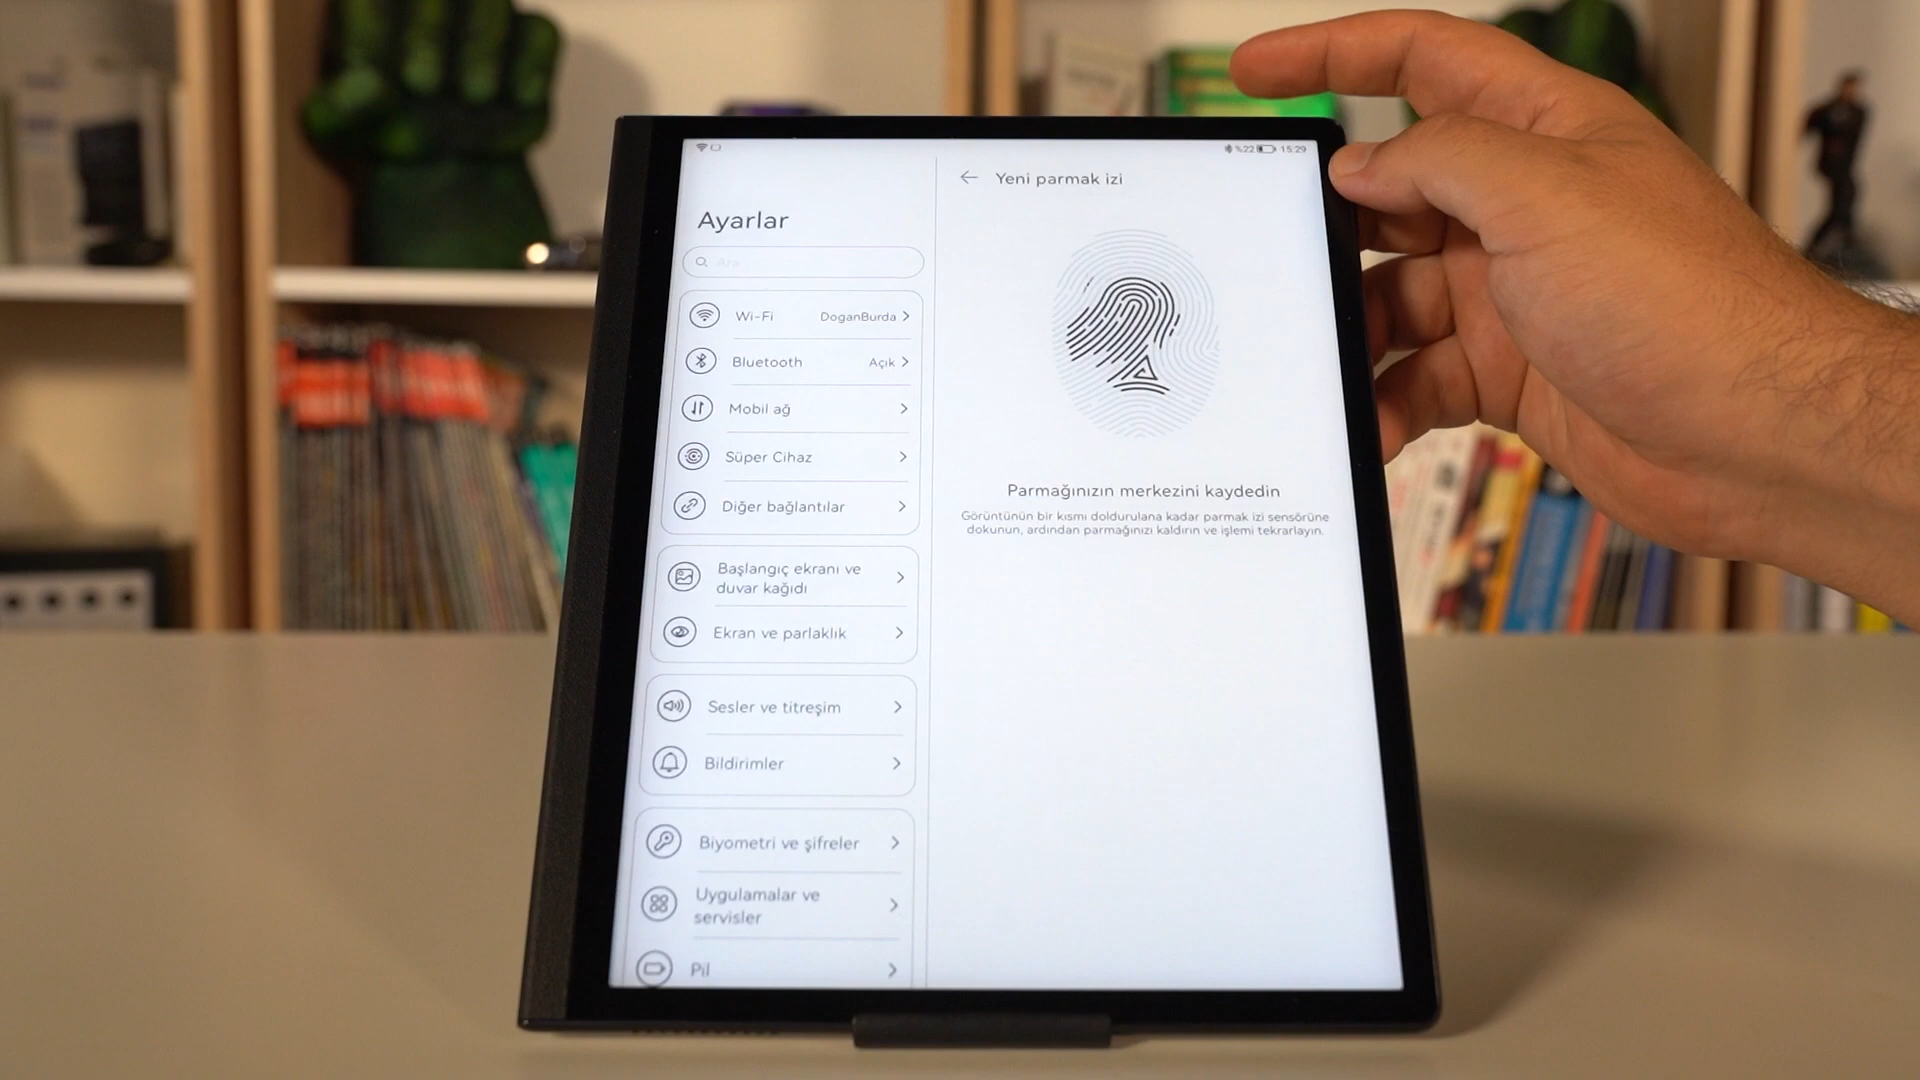 %22 15:29
Ayarlar
Ara
Wi-Fi DoganBurda
Bluetooth Açık
Mobil ağ
Süper Cihaz
Diğer bağlantılar
Başlangıç ekranı ve
duvar kağıdı
Ekran ve parlaklık
Sesler ve titreşim
Bildirimler
Biyometri ve şifreler
Uygulamalar ve
servisler
Pil
Yeni parmak izi
Parmağınızın merkezini kaydedin
Görüntünün bir kısmı doldurulana kadar parmak izi sensörüne
dokunun, ardından parmağınızı kaldırın ve işlemi tekrarlayın.